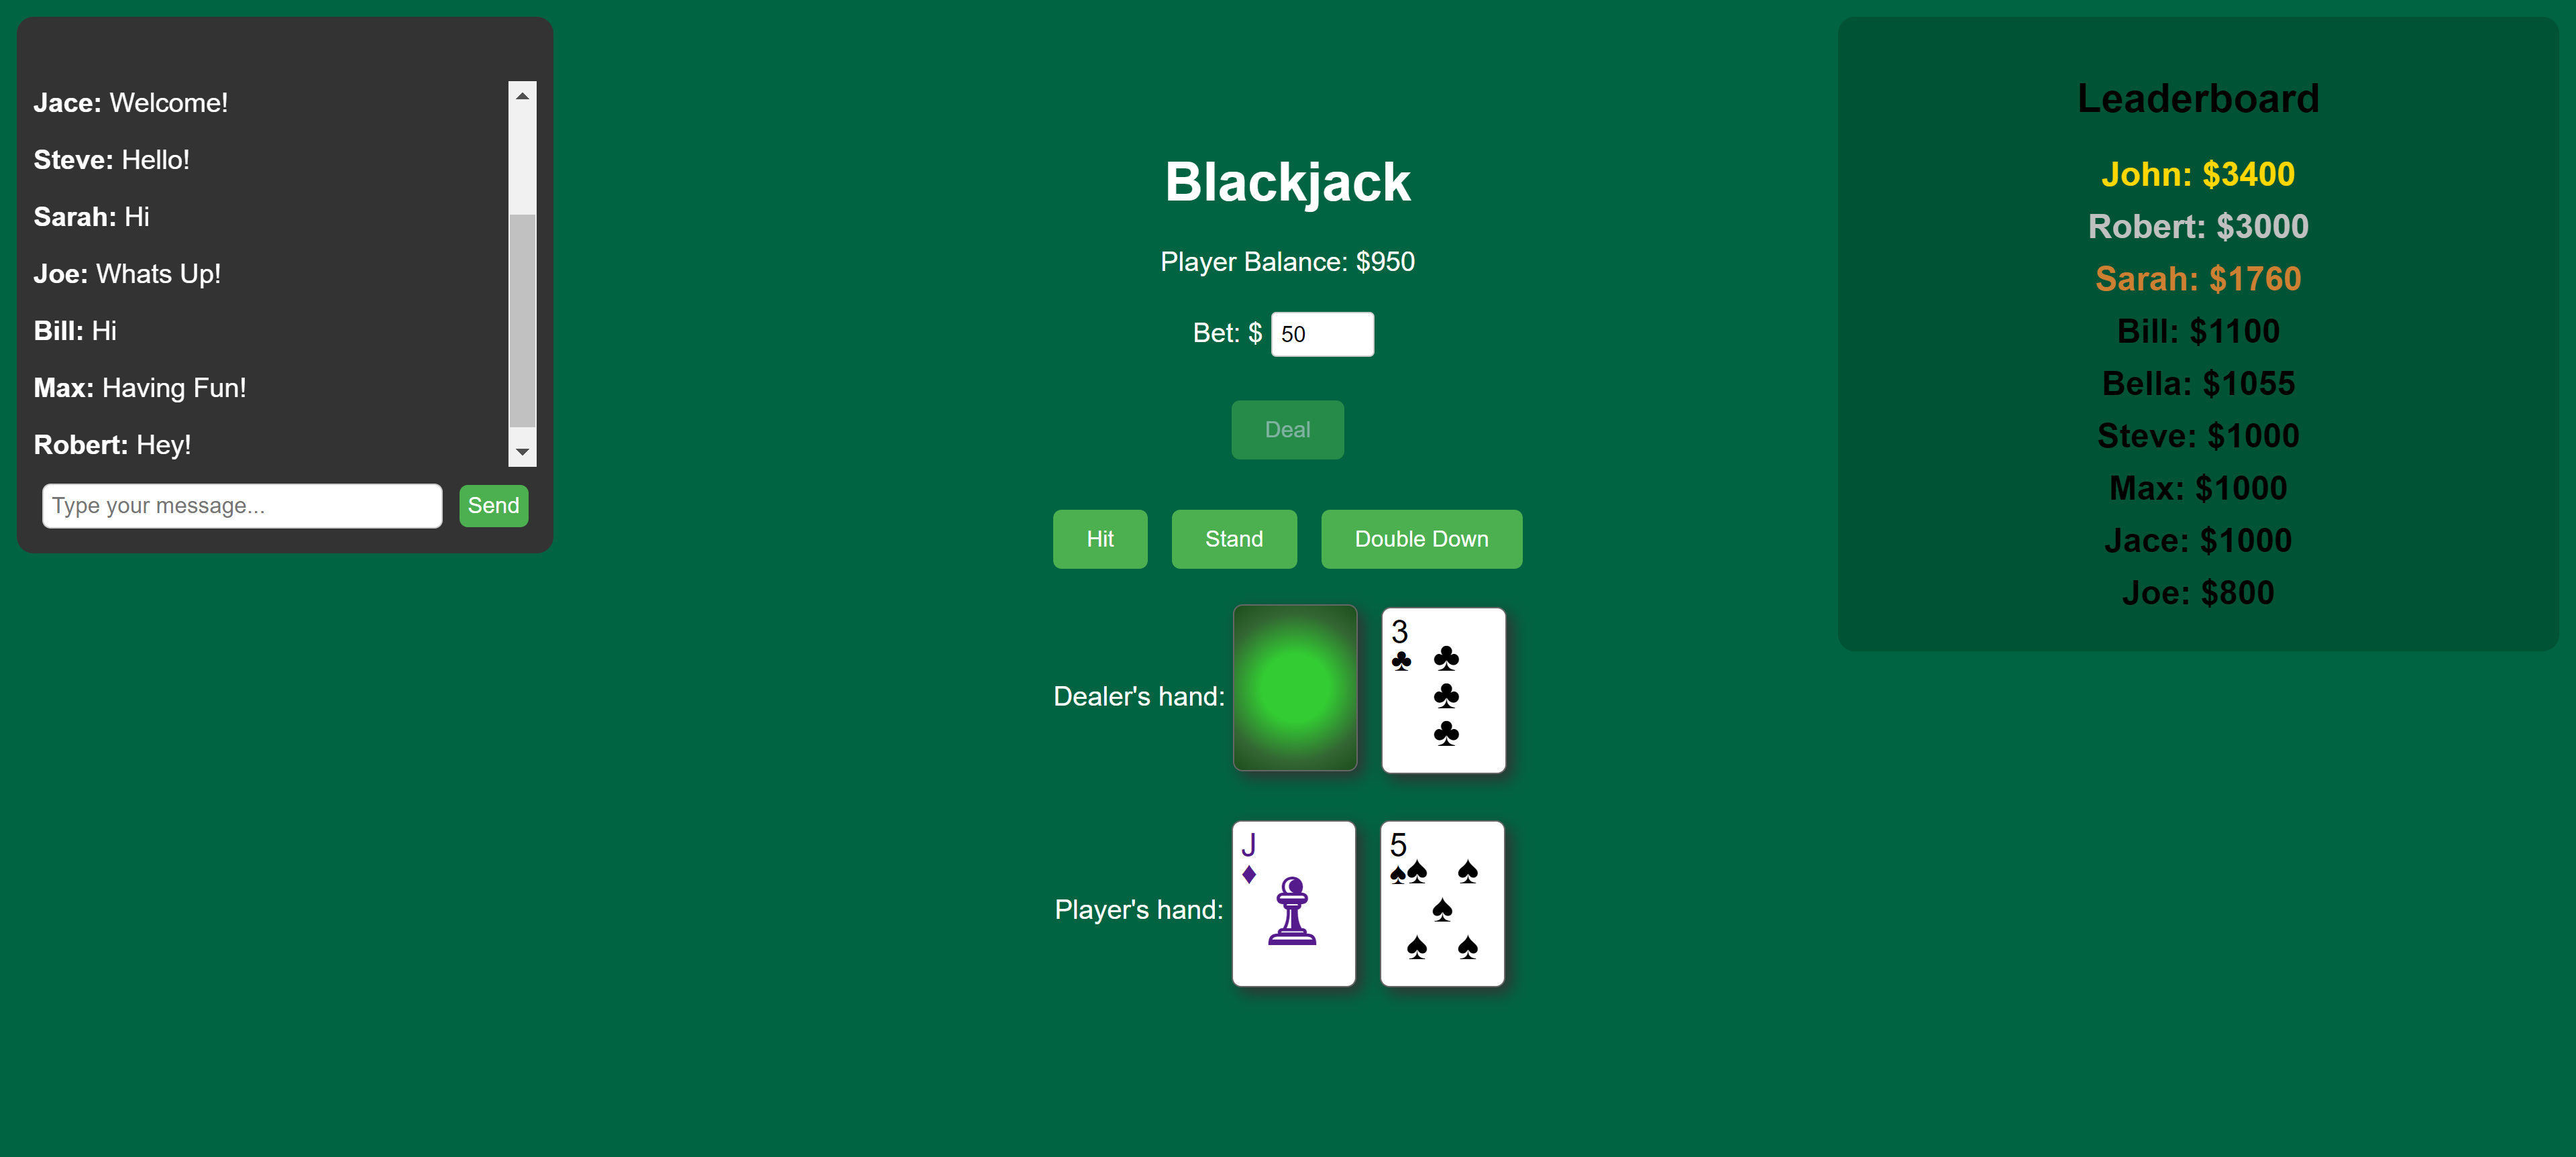 Jace: Welcome!
Steve: Hello!
Sarah: Hi
Joe: Whats Up!
Bill: Hi
Max: Having Fun!
Robert: Hey!
Type your message...
Send
Blackjack
Player Balance: $950
Bet: $ 50
Deal
Hit Stand Double Down
Dealer's hand:
3
Player's hand:
J
5
Leaderboard
John: $3400
Robert: $3000
Sarah: $1760
Bill: $1100
Bella: $1055
Steve: $1000
Max: $1000
Jace: $1000
Joe: $800